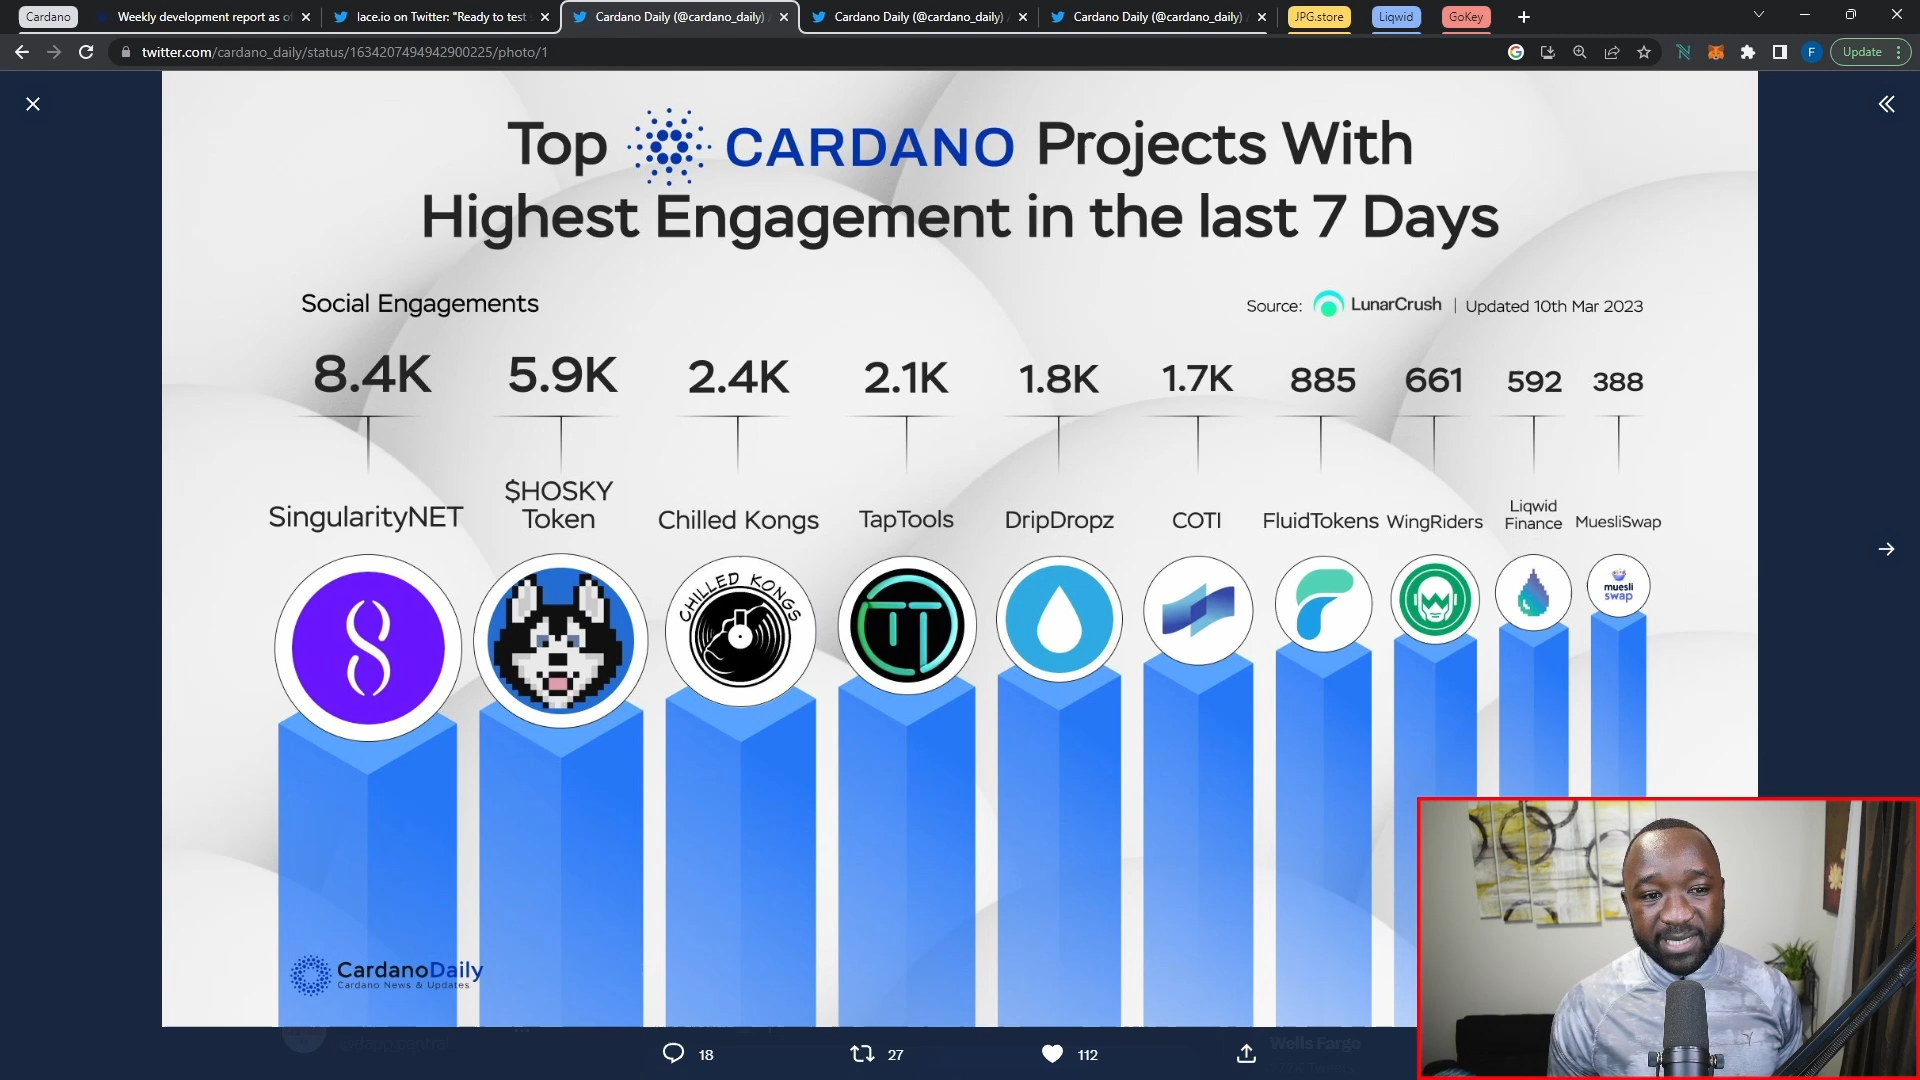 Cardano
Weekly development report as o
lace.io on Twitter: "Ready to test
Cardano Daily (@cardano_daily)
Cardano Daily (@cardano_daily)
Cardano Daily (@cardano_daily)
JPG.store
Liqwid
GoKey
twitter.com/cardano_daily/status/1634207494942900225/photo/1
F
Update
Top CARDANO Projects With
Highest Engagement in the last 7 Days
Social Engagements
Source: LunarCrush | Updated 10th Mar 2023
8.4K 5.9K 2.4K 2.1K 1.8K 1.7K 885 661 592 388
SingularityNET
$HOSKY
Token
Chilled Kongs
TapTools
DripDropz
COTI
FluidTokens
WingRiders
Liqwid
Finance
MuesliSwap
CHILLED KONGS
muesli
swap
CardanoDaily
Cardano News & Updates
@dapp_central
Wells Fargo
18
27
112